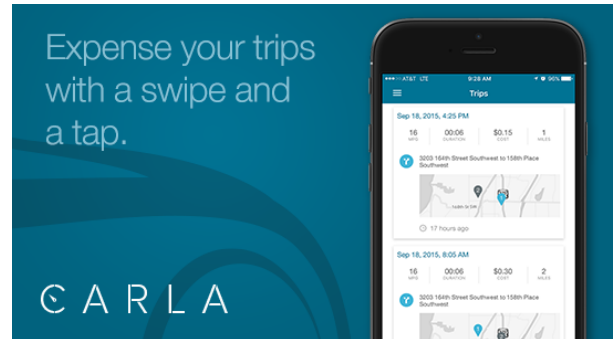 Expense your trips
with a swipe and
a tap.
CARLA
AT&T LTE 9:28 AM 96%
Trips
Sep 18, 2015, 4:25 PM
16 00:06 $0.15 1
MPG DURATION COST MILES
3203 164th Street Southwest to 158th Place
Southwest
17 hours ago
Sep 18, 2015, 8:05 AM
16 00:06 $0.30 2
MPG DURATION COST MILES
3203 164th Street Southwest to 158th Place
Southwest